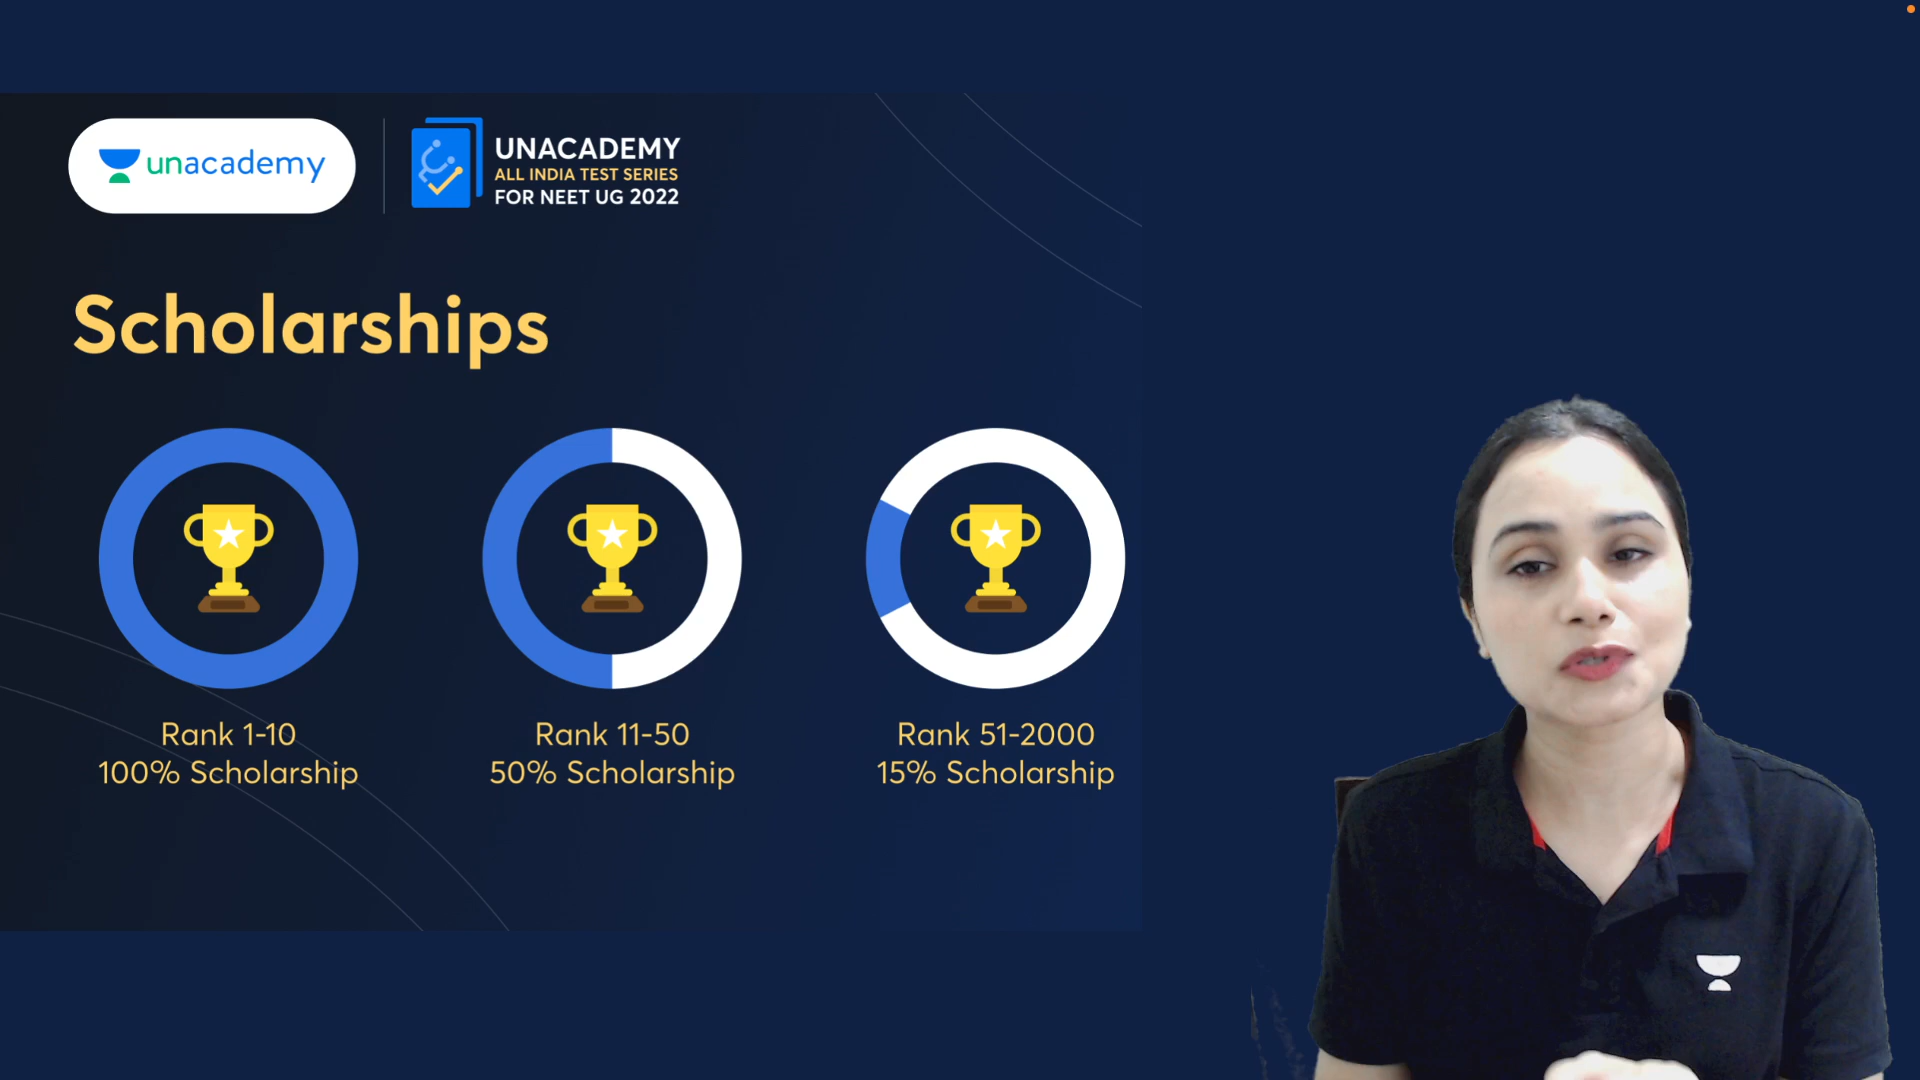 unacademy
UNACADEMY
ALL INDIA TEST SERIES
FOR NEET UG 2022
Scholarships
Rank 1-10
100% Scholarship
Rank 11-50
50% Scholarship
Rank 51-2000
15% Scholarship